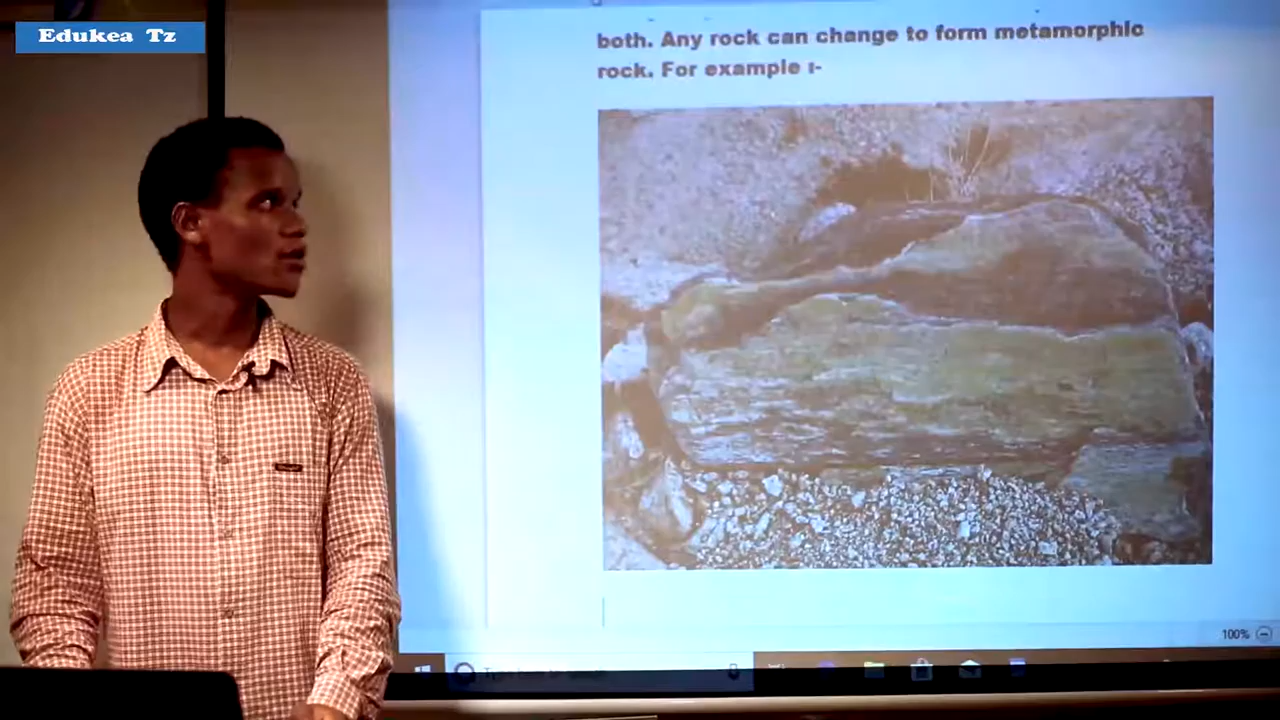 Edukea Tz
both. Any rock can change to form metamorphic
rock. For example :-
100%